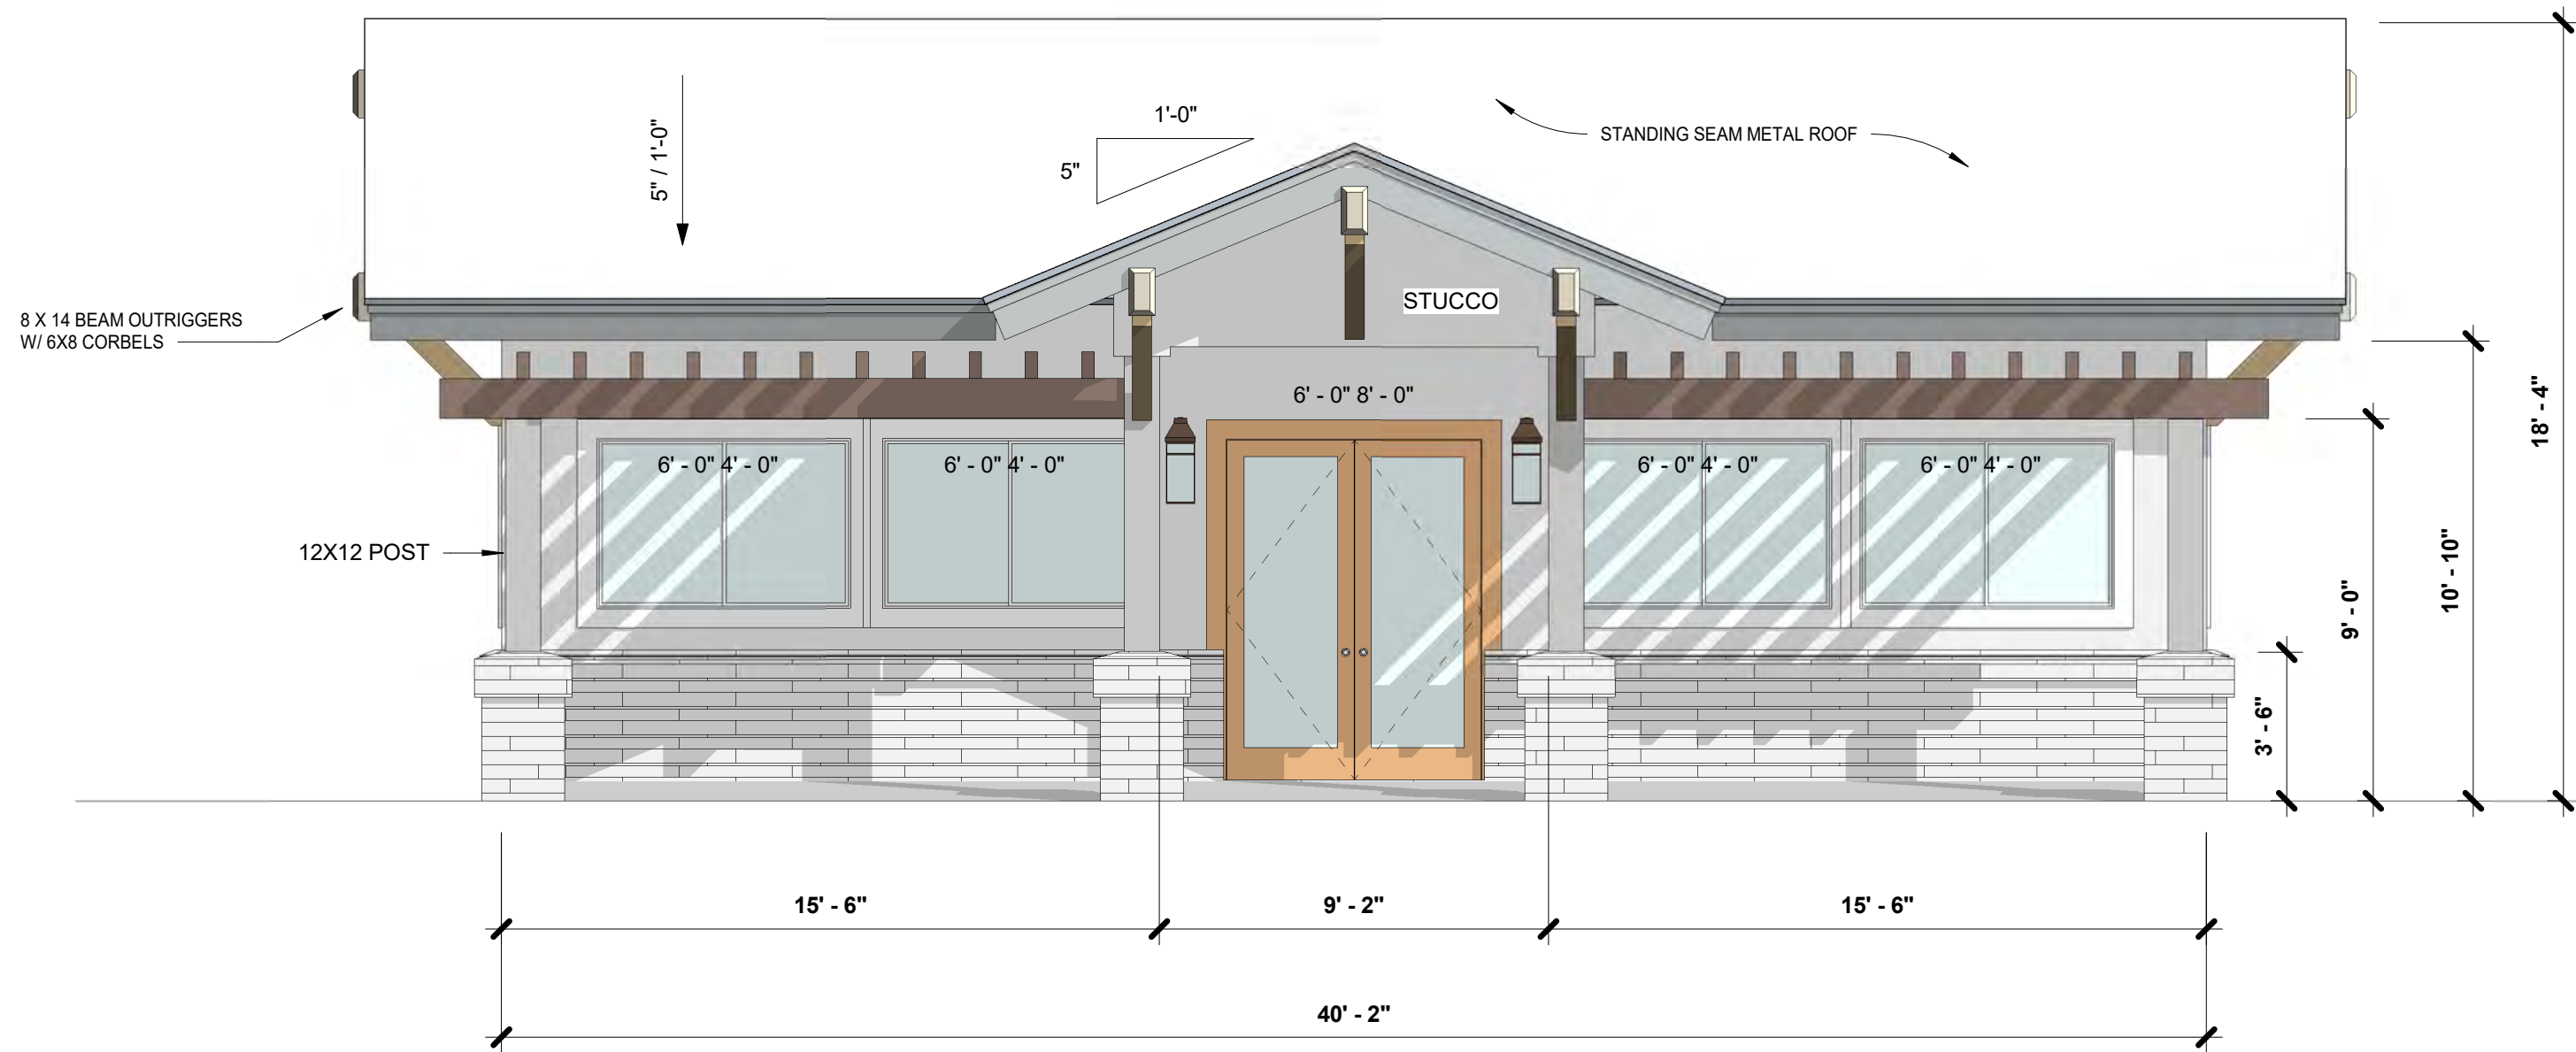 1'-0"
5"
5" / 1'-0"
STANDING SEAM METAL ROOF
8 X 14 BEAM OUTRIGGERS
W/ 6X8 CORBELS
STUCCO
6' - 0" 8' - 0"
6' - 0" 4' - 0"
6' - 0" 4' - 0"
6' - 0" 4' - 0"
6' - 0" 4' - 0"
12X12 POST
3' - 6"
9' - 0"
10' - 10"
18' - 4"
15' - 6"
9' - 2"
15' - 6"
40' - 2"